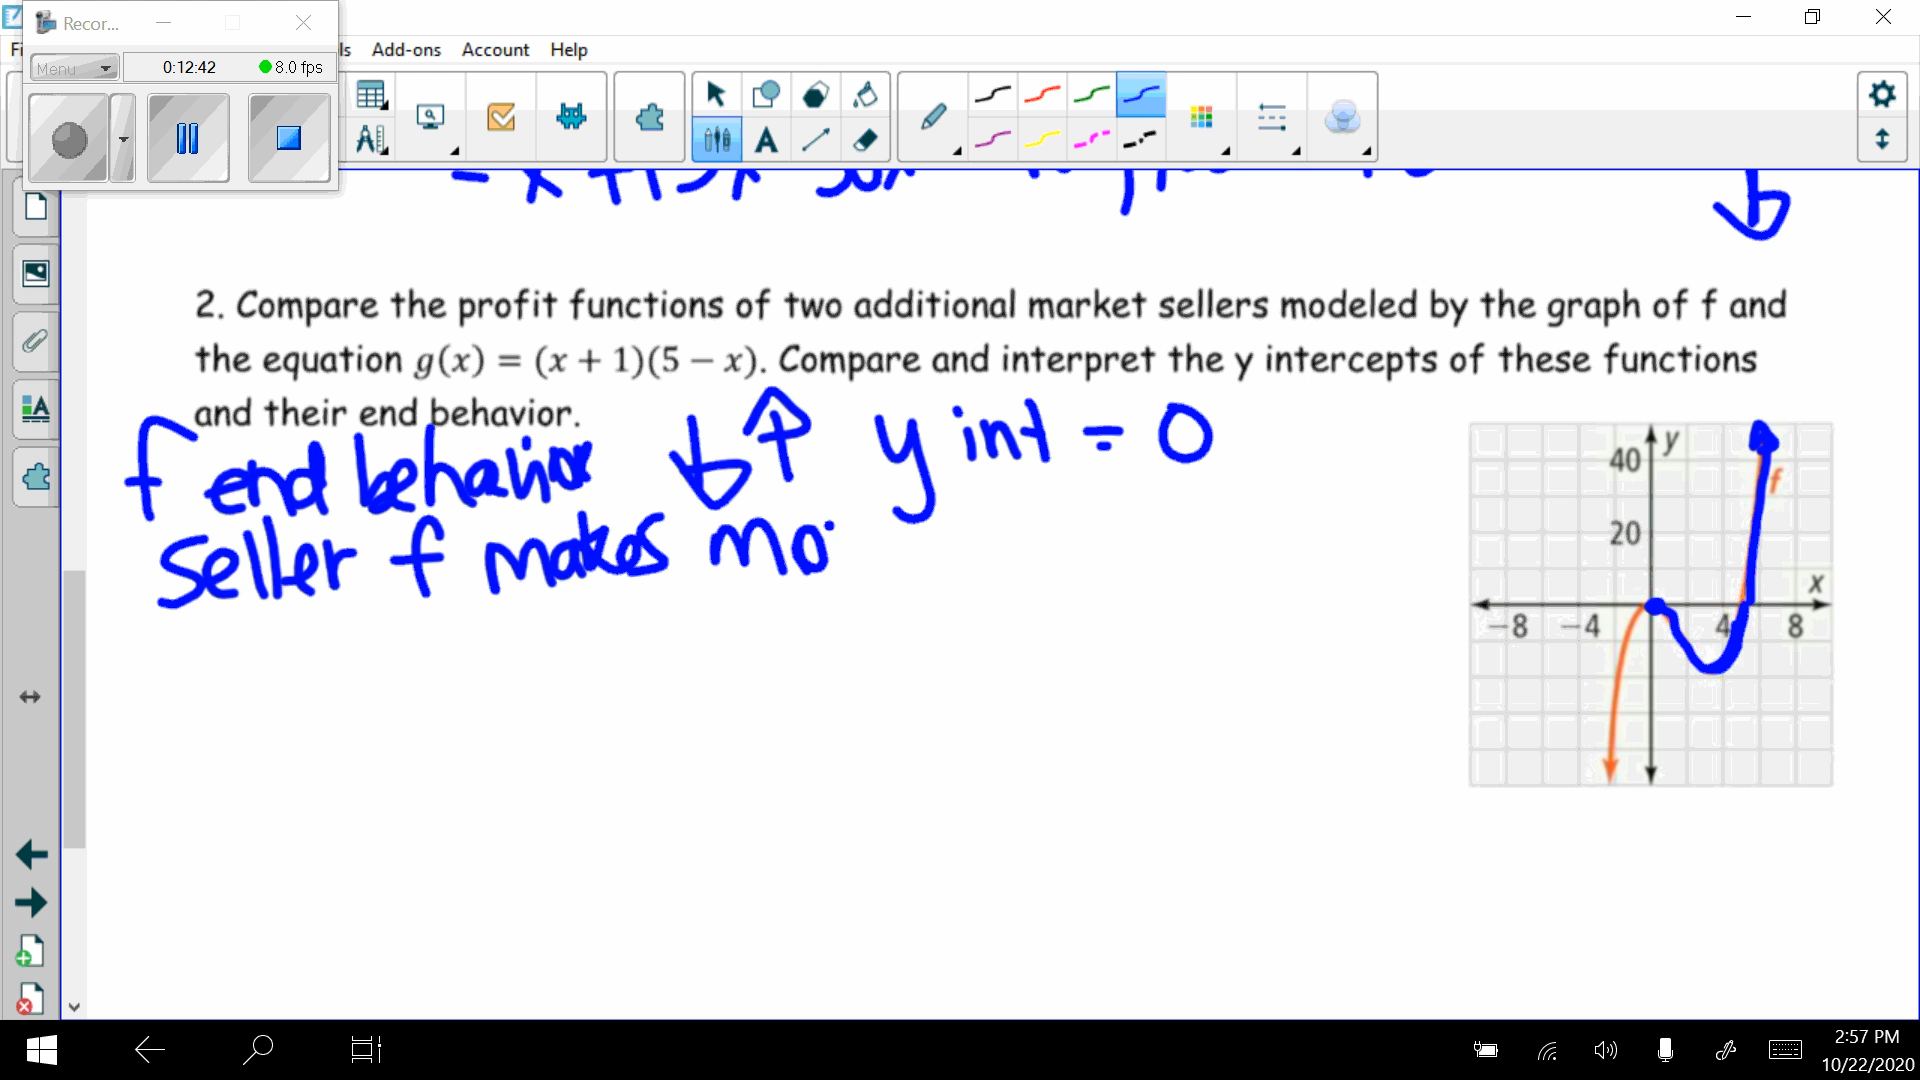 Recor...
Fi ls Add-ons Account Help
Menu 0:12:42 8.0 fps
2. Compare the profit functions of two additional market sellers modeled by the graph of f and
the equation g(x) = (x + 1)(5 − x). Compare and interpret the y intercepts of these functions
and their end behavior.
f end behavior y int = 0
seller f makes mo
y
40
f
20
x
−8 −4 4 8
2:57 PM
10/22/2020